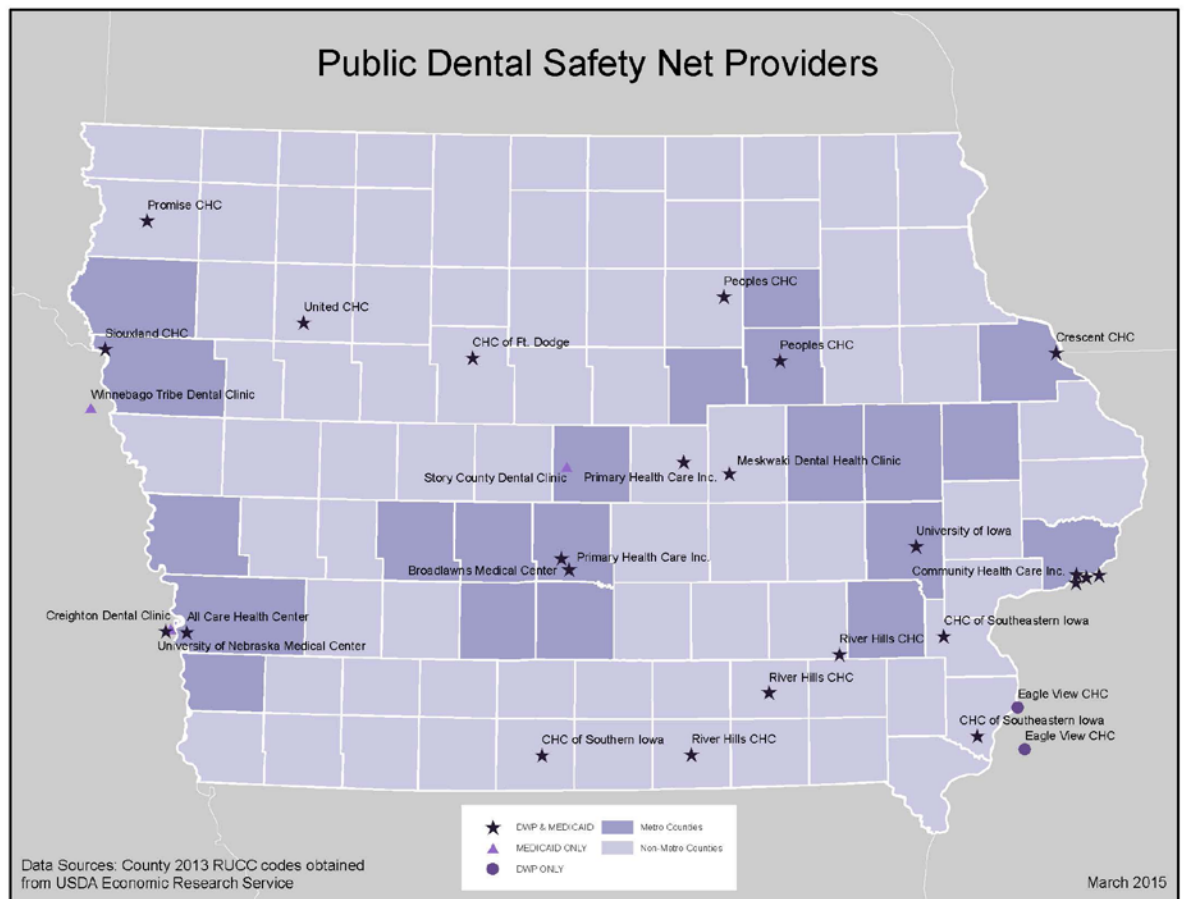 Public Dental Safety Net Providers
Promise CHC
Peoples CHC
United CHC
Siouxland CHC
CHC of Ft. Dodge
Peoples CHC
Crescent CHC
Winnebago Tribe Dental Clinic
Meskwaki Dental Health Clinic
Story County Dental Clinic
Primary Health Care Inc.
University of Iowa
Primary Health Care Inc.
Broadlawns Medical Center
Community Health Care Inc.
Creighton Dental Clinic
All Care Health Center
CHC of Southeastern Iowa
University of Nebraska Medical Center
River Hills CHC
River Hills CHC
Eagle View CHC
CHC of Southeastern Iowa
Eagle View CHC
CHC of Southern Iowa
River Hills CHC
DWP & MEDICAID
Metro Counties
MEDICAID ONLY
Non-Metro Counties
DWP ONLY
Data Sources: County 2013 RUCC codes obtained
from USDA Economic Research Service
March 2015